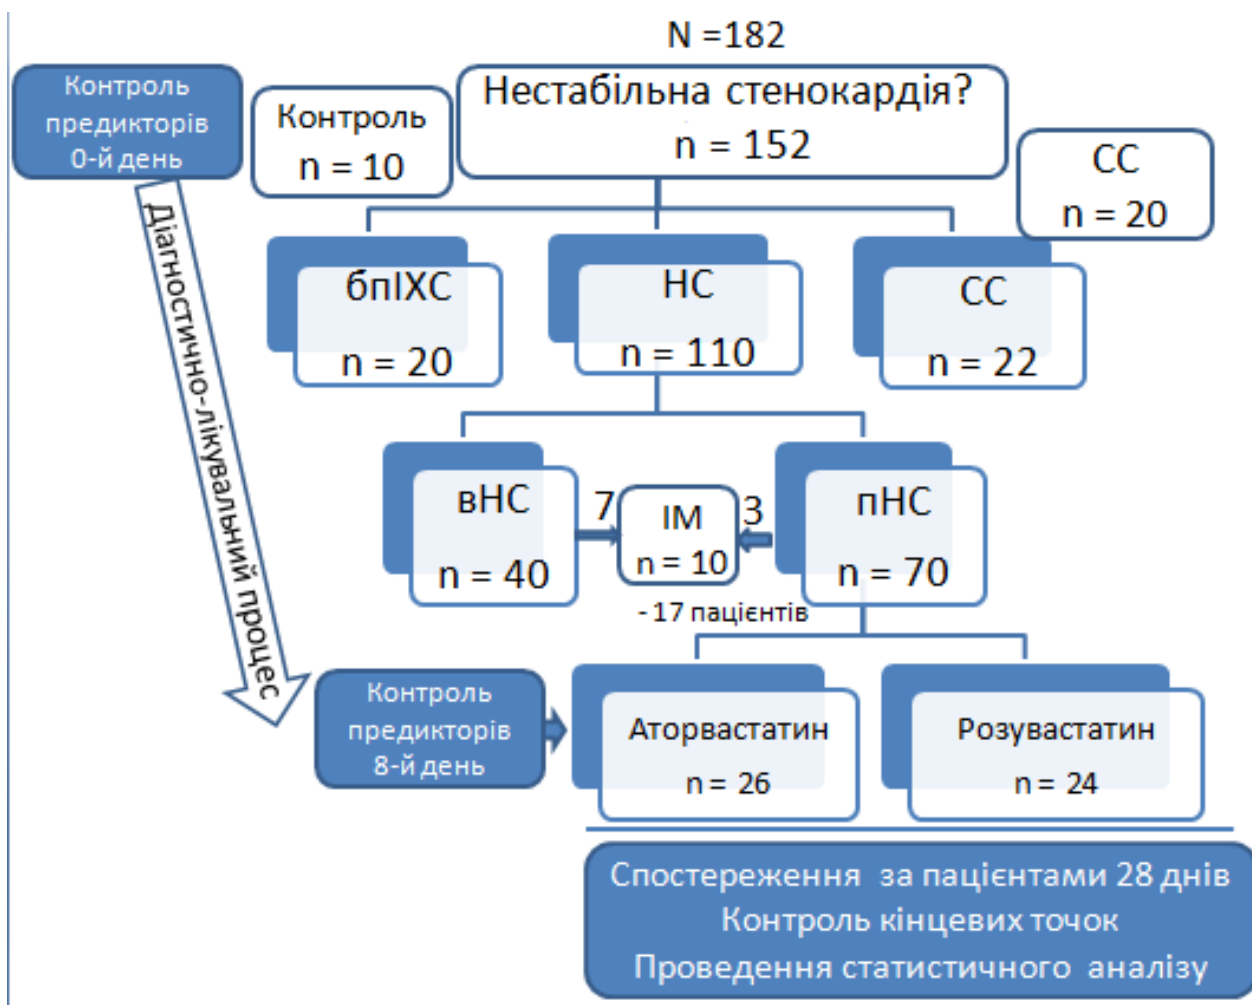 N =182
Контроль
предикторів
0-й день
Контроль
n = 10
Нестабільна стенокардія?
n = 152
СС
n = 20
Діагностично-лікувальний процес
бпІХС
n = 20
НС
n = 110
СС
n = 22
вНС
n = 40
7
ІМ
n = 10
3
пНС
n = 70
- 17 пацієнтів
Контроль
предикторів
8-й день
Аторвастатин
n = 26
Розувастатин
n = 24
Спостереження за пацієнтами 28 днів
Контроль кінцевих точок
Проведення статистичного аналізу